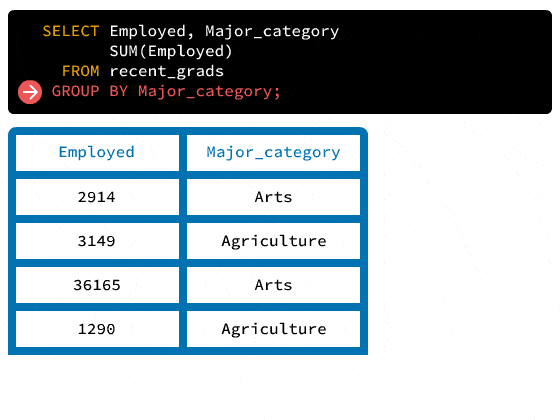 SELECT Employed, Major_category
SUM(Employed)
FROM recent_grads
GROUP BY Major_category;
Employed Major_category
2914 Arts
3149 Agriculture
36165 Arts
1290 Agriculture